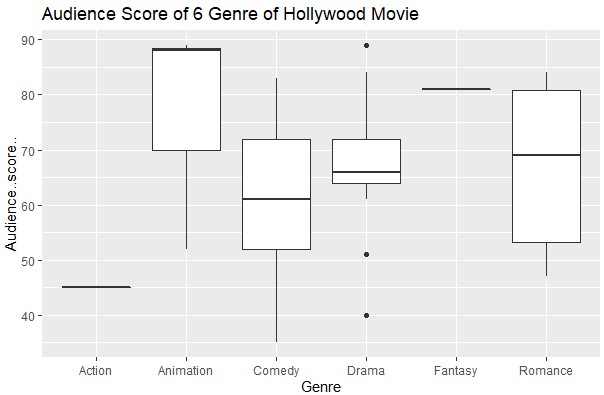 Audience Score of 6 Genre of Hollywood Movie
90
80
70
60
50
40
Audience..score..
Action Animation Comedy Drama Fantasy Romance
Genre